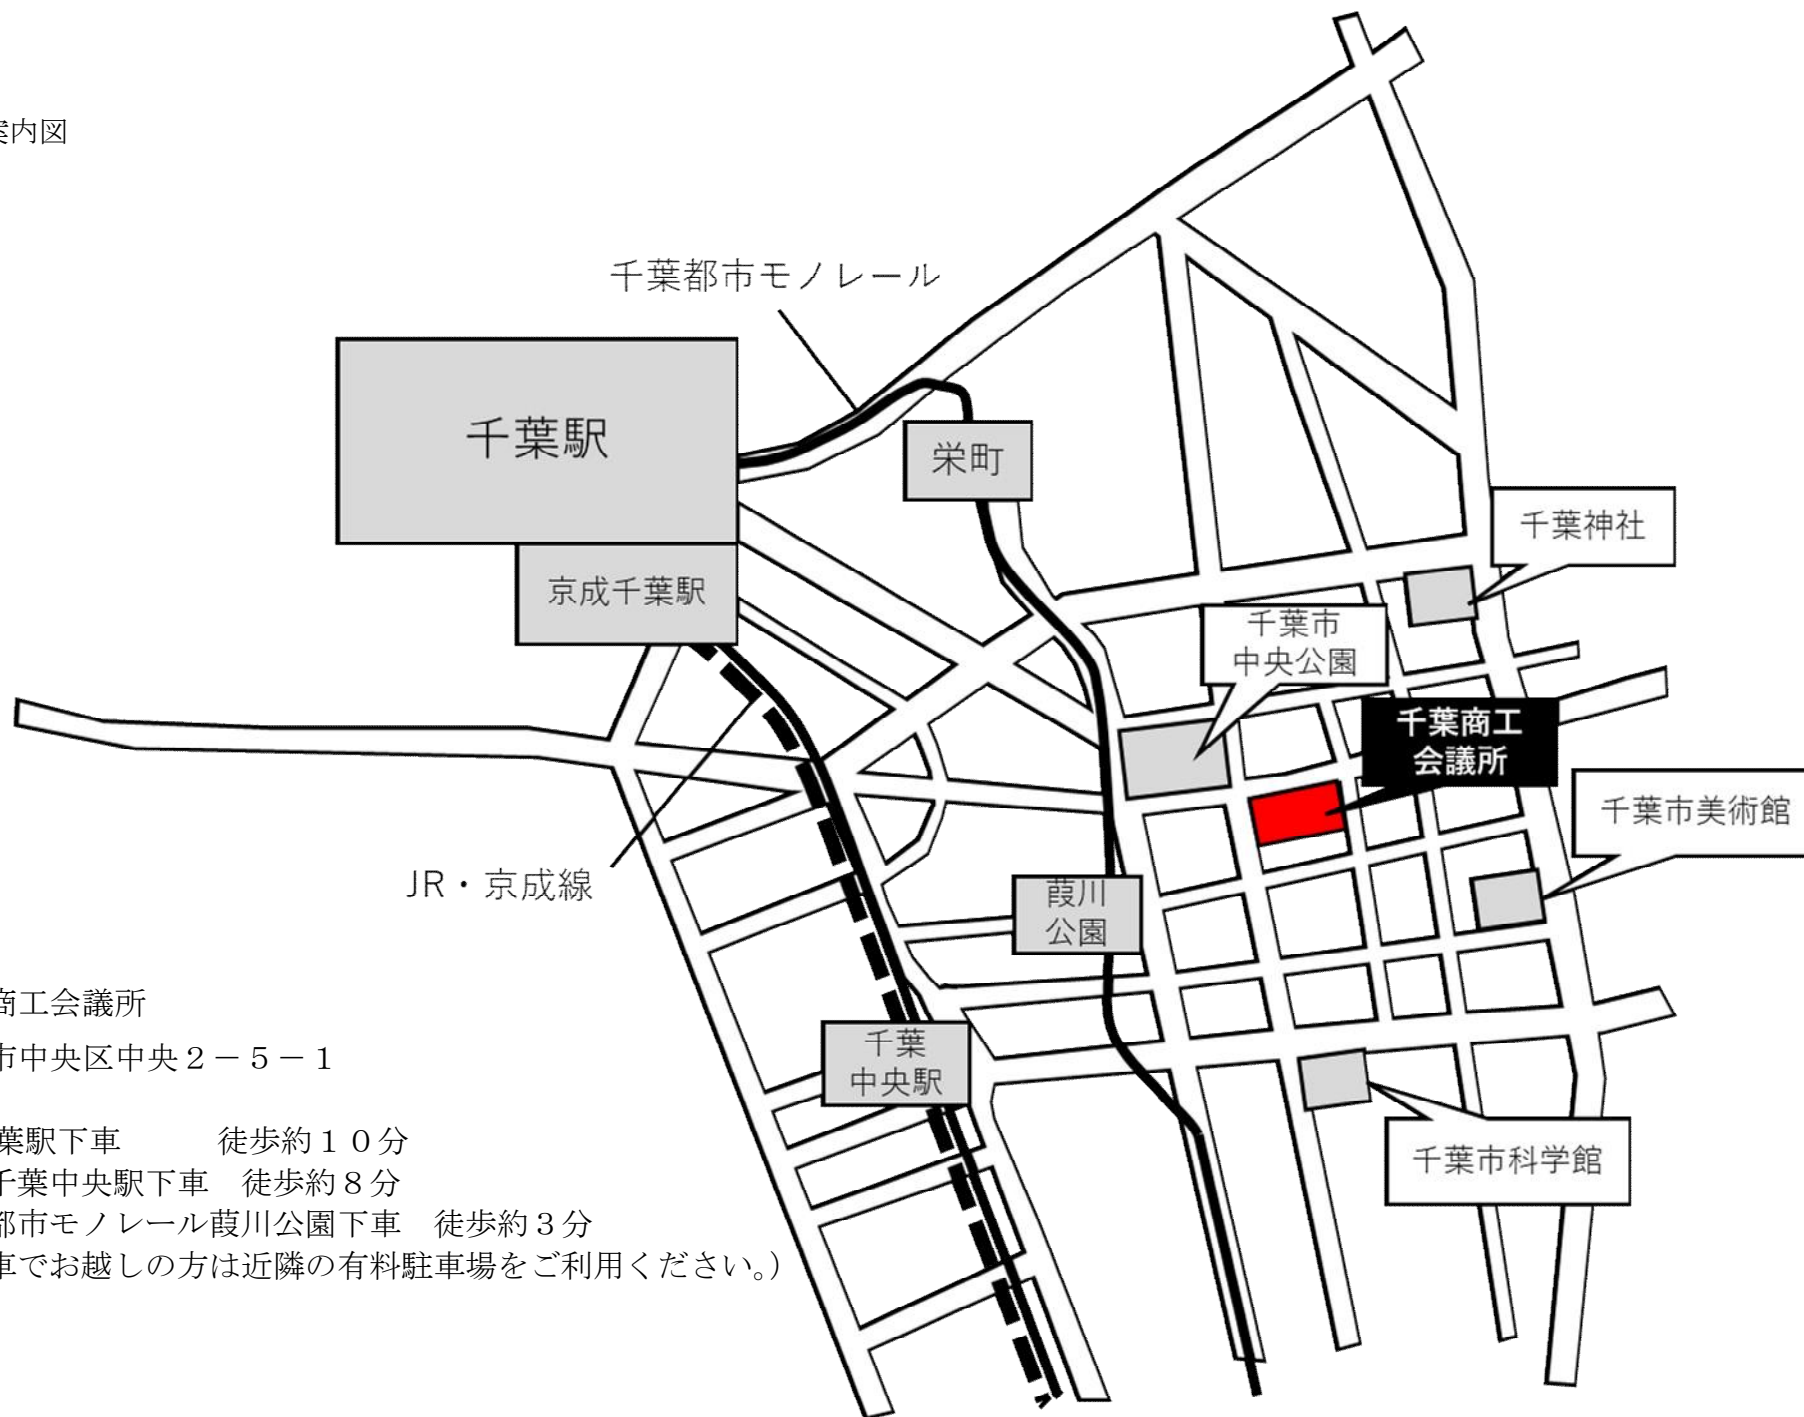 案内図
千葉都市モノレール
千葉駅
栄町
千葉神社
京成千葉駅
千葉市
中央公園
千葉商工
会議所
千葉市美術館
JR・京成線
葭川
公園
商工会議所
千葉
中央駅
市中央区中央２－５－１
葉駅下車　　　徒歩約１０分
千葉中央駅下車　徒歩約８分
千葉市科学館
都市モノレール葭川公園下車　徒歩約３分
車でお越しの方は近隣の有料駐車場をご利用ください。）